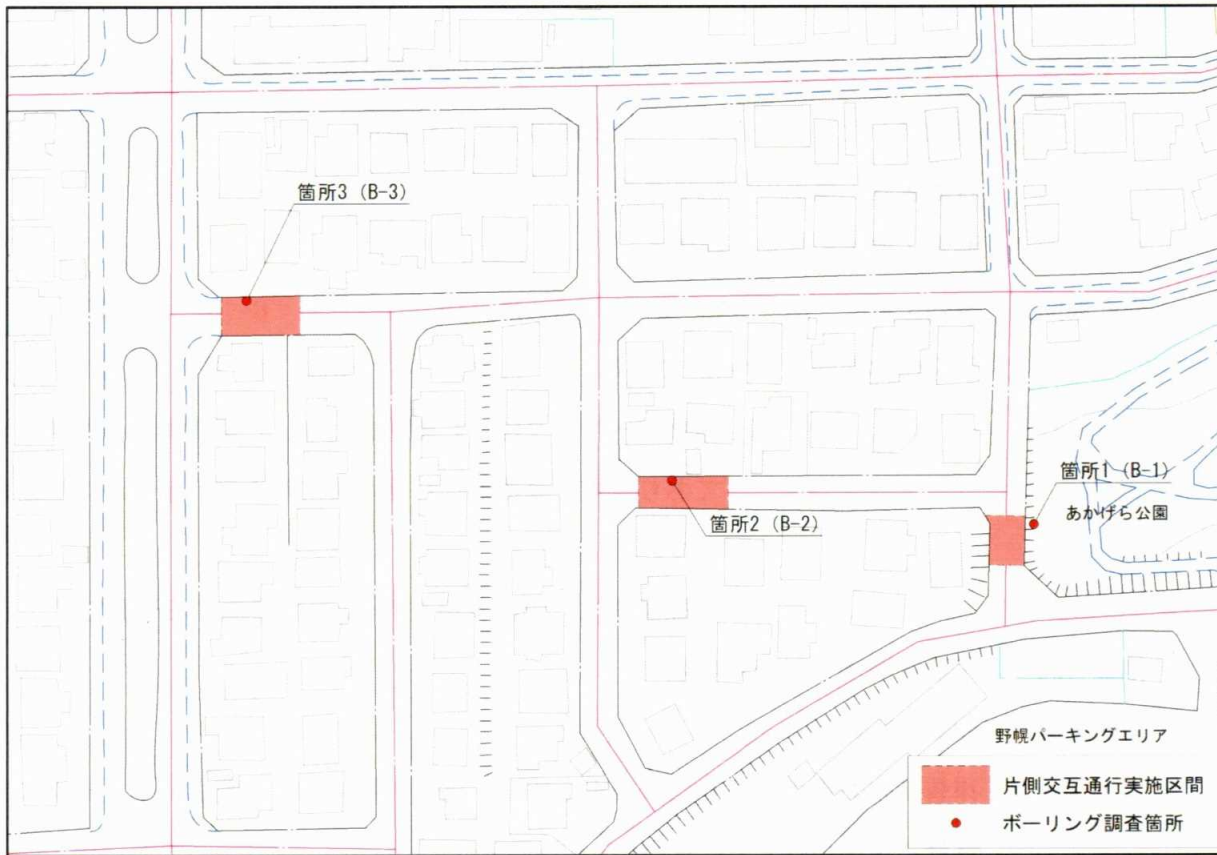 箇所3 (B-3)
箇所1 (B-1)
箇所2 (B-2)
あかげら公園
野幌パーキングエリア
片側交互通行実施区間
ボーリング調査箇所